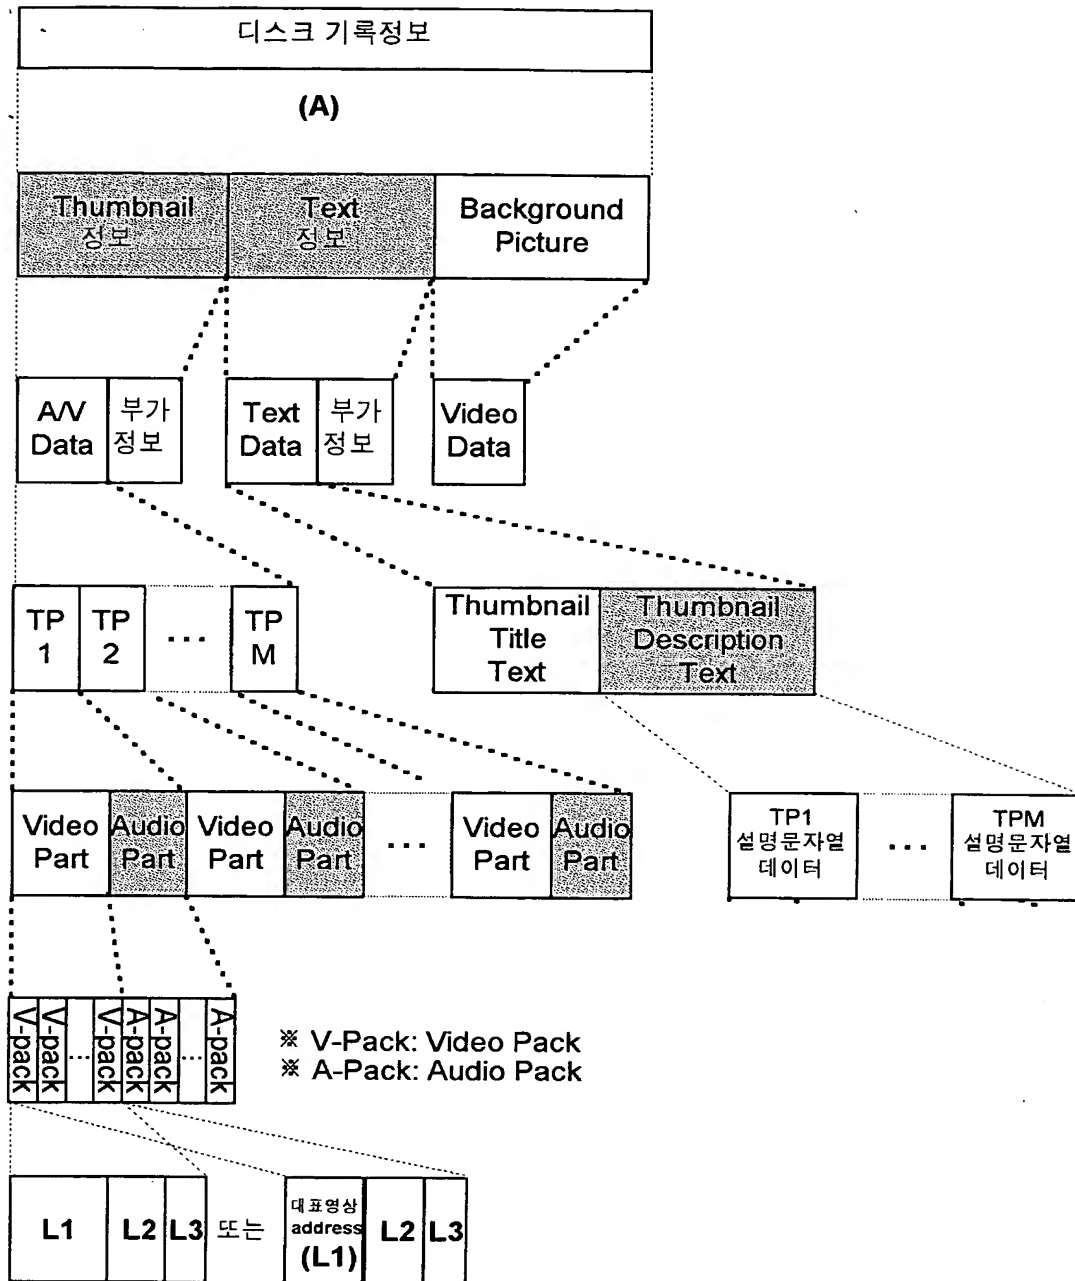 디스크 기록정보
(A)
Thumbnail
정보
Text
정보
Background
Picture
A/V
Data
부가
정보
Text
Data
부가
정보
Video
Data
TP
1
TP
2
...
TP
M
Thumbnail
Title
Text
Thumbnail
Description
Text
Video
Part
Audio
Part
Video
Part
Audio
Part
...
Video
Part
Audio
Part
TP1
설명문자열
데이터
...
TPM
설명문자열
데이터
V-pack
V-pack
...
V-pack
A-pack
A-pack
...
A-pack
※ V-Pack: Video Pack
※ A-Pack: Audio Pack
L1
L2
L3
또는
대표영상
address
(L1)
L2
L3